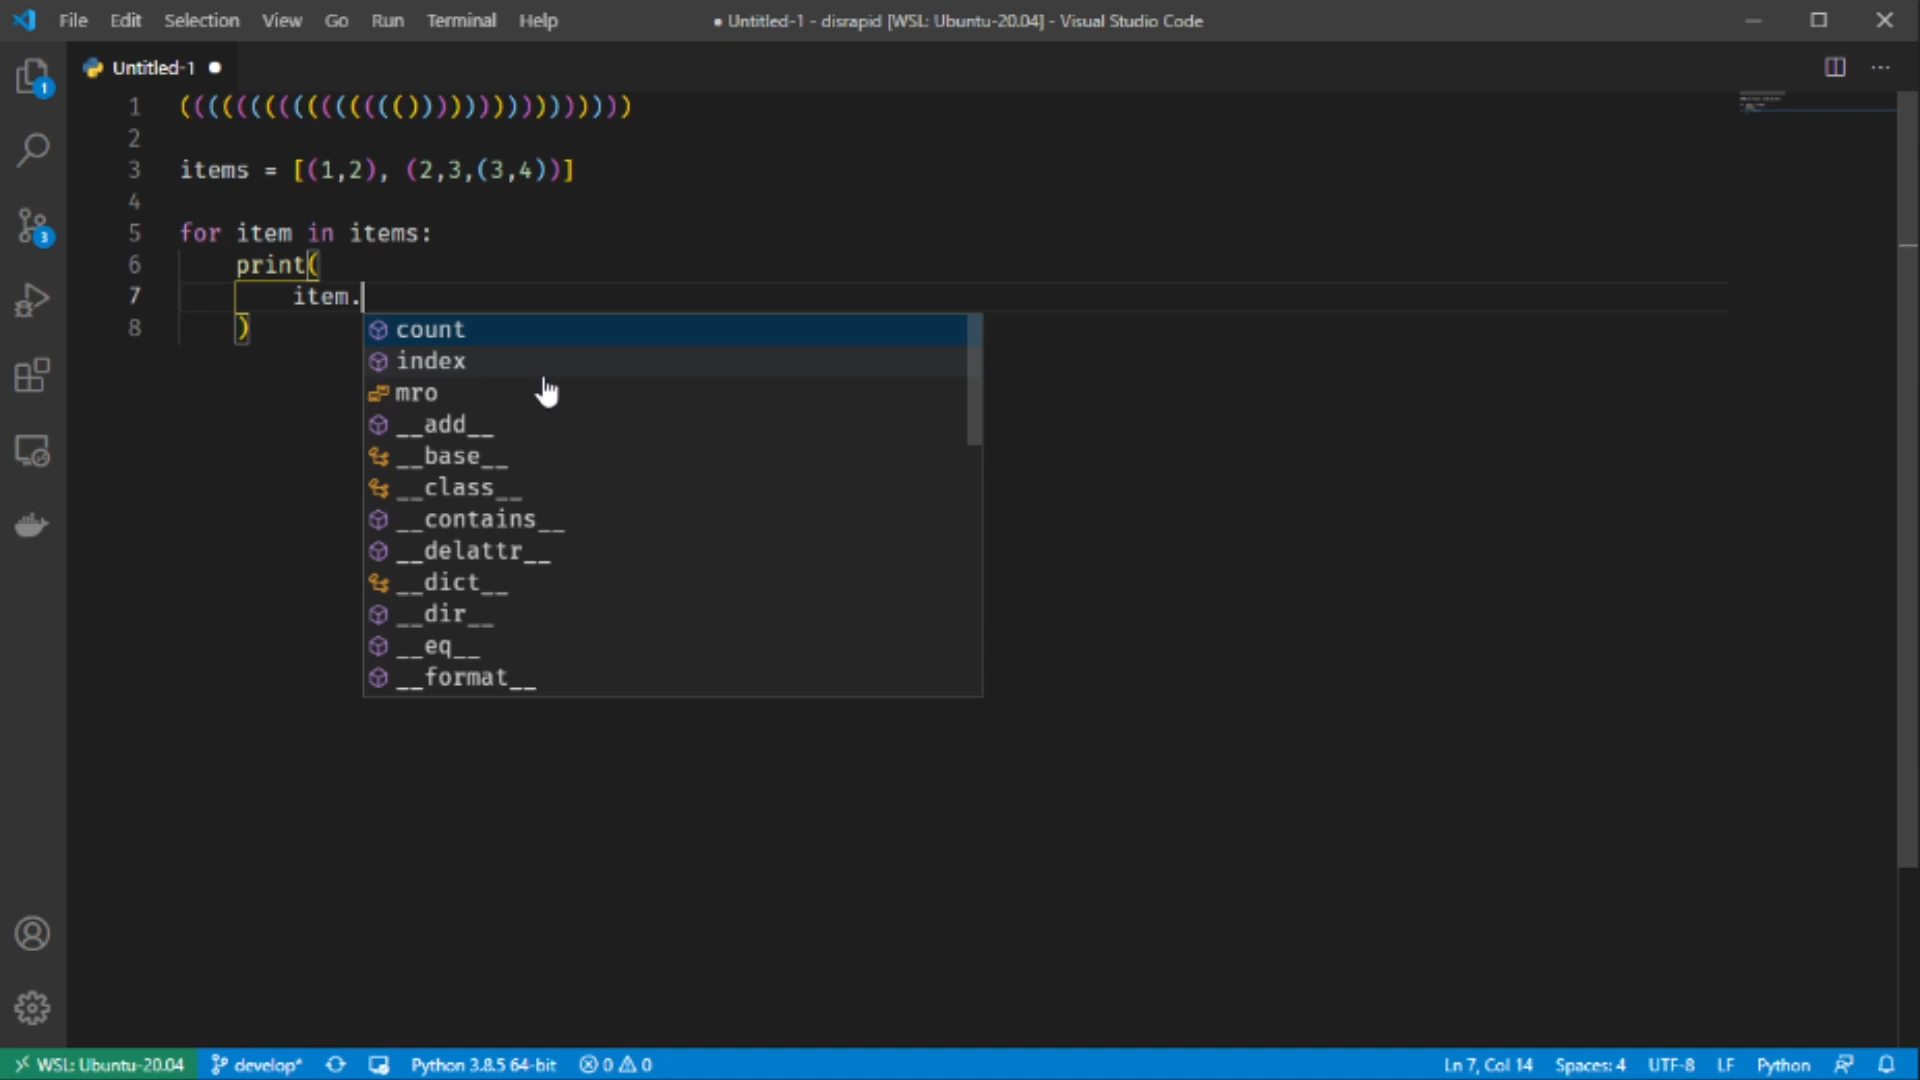 File Edit Selection View Go Run Terminal Help
● Untitled-1 - disrapid [WSL: Ubuntu-20.04] - Visual Studio Code
Untitled-1 ●
1 (((((((((((((((())))))))))))))))
2
3 items = [(1,2), (2,3,(3,4))]
4
5 for item in items:
6 print(
7 item.
8 )
count
index
mro
__add__
__base__
__class__
__contains__
__delattr__
__dict__
__dir__
__eq__
__format__
1
3
WSL: Ubuntu-20.04 develop* Python 3.8.5 64-bit 0 0 Ln 7, Col 14 Spaces: 4 UTF-8 LF Python